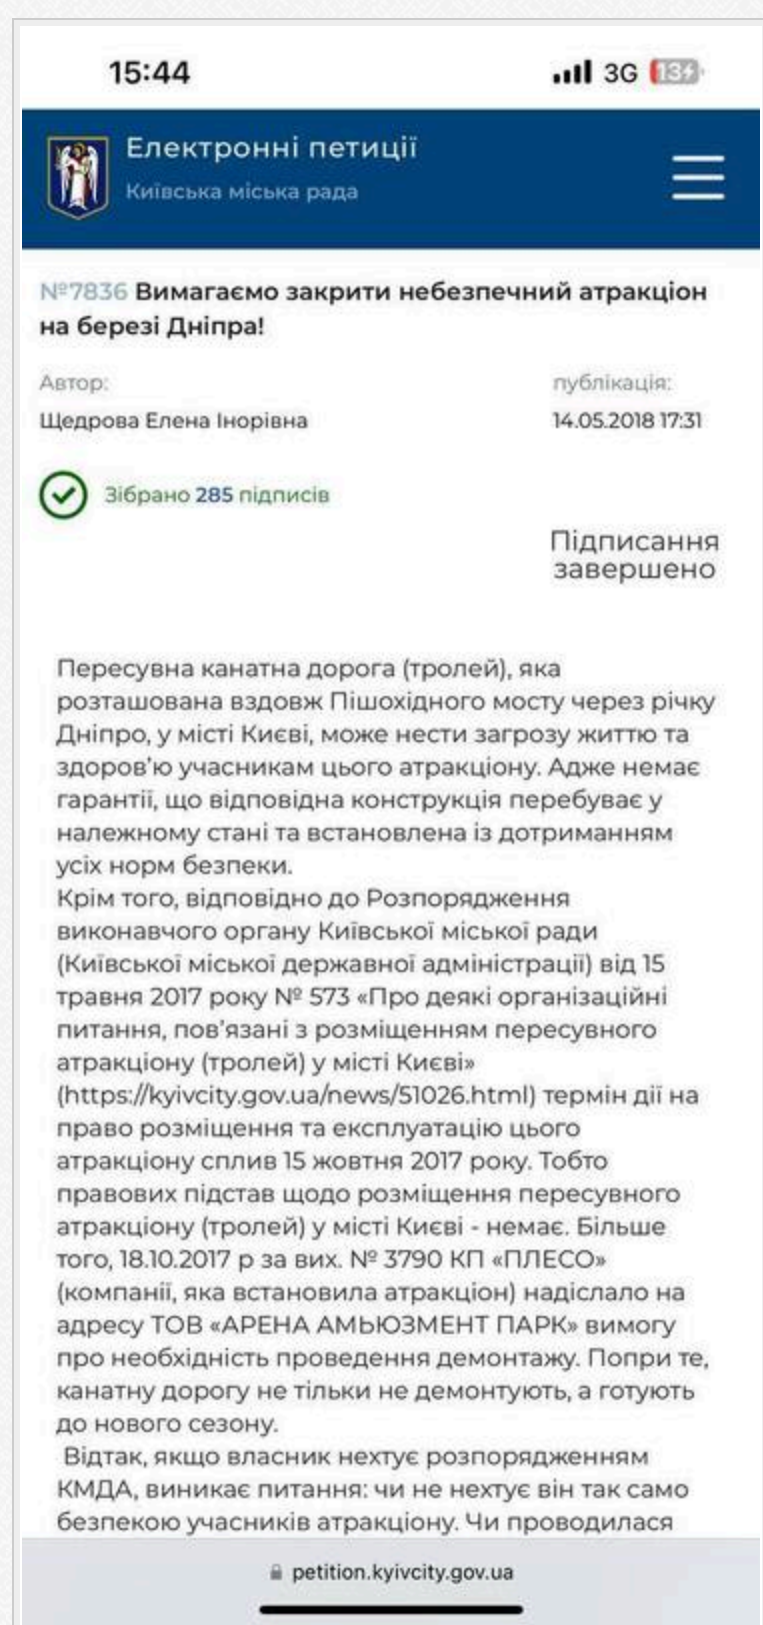 15:44 3G 13
Електронні петиції
Київська міська рада
№7836 Вимагаємо закрити небезпечний атракціон
на березі Дніпра!
Автор: публікація:
Щедрова Елена Інорівна 14.05.2018 17:31
Зібрано 285 підписів
Підписання
завершено
Пересувна канатна дорога (тролей), яка
розташована вздовж Пішохідного мосту через річку
Дніпро, у місті Києві, може нести загрозу життю та
здоров’ю учасникам цього атракціону. Адже немає
гарантії, що відповідна конструкція перебуває у
належному стані та встановлена із дотриманням
усіх норм безпеки.
Крім того, відповідно до Розпорядження
виконавчого органу Київської міської ради
(Київської міської державної адміністрації) від 15
травня 2017 року № 573 «Про деякі організаційні
питання, пов’язані з розміщенням пересувного
атракціону (тролей) у місті Києві»
(https://kyivcity.gov.ua/news/51026.html) термін дії на
право розміщення та експлуатацію цього
атракціону сплив 15 жовтня 2017 року. Тобто
правових підстав щодо розміщення пересувного
атракціону (тролей) у місті Києві - немає. Більше
того, 18.10.2017 р за вих. № 3790 КП «ПЛЕСО»
(компанії, яка встановила атракціон) надіслало на
адресу ТОВ «АРЕНА АМЬЮЗМЕНТ ПАРК» вимогу
про необхідність проведення демонтажу. Попри те,
канатну дорогу не тільки не демонтують, а готують
до нового сезону.
Відтак, якщо власник нехтує розпорядженням
КМДА, виникає питання: чи не нехтує він так само
безпекою учасників атракціону. Чи проводилася
petition.kyivcity.gov.ua